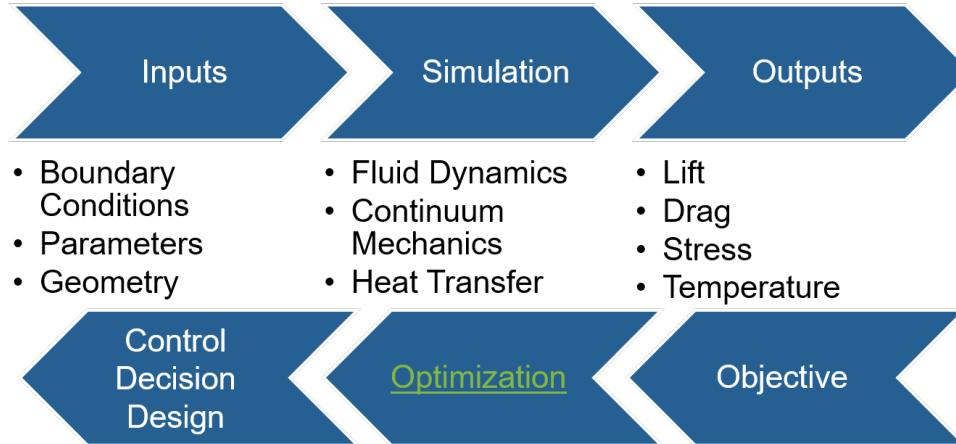 Inputs
Simulation
Outputs
• Boundary
Conditions
• Parameters
• Geometry
• Fluid Dynamics
• Continuum
Mechanics
• Heat Transfer
• Lift
• Drag
• Stress
• Temperature
Control
Decision
Design
Optimization
Objective